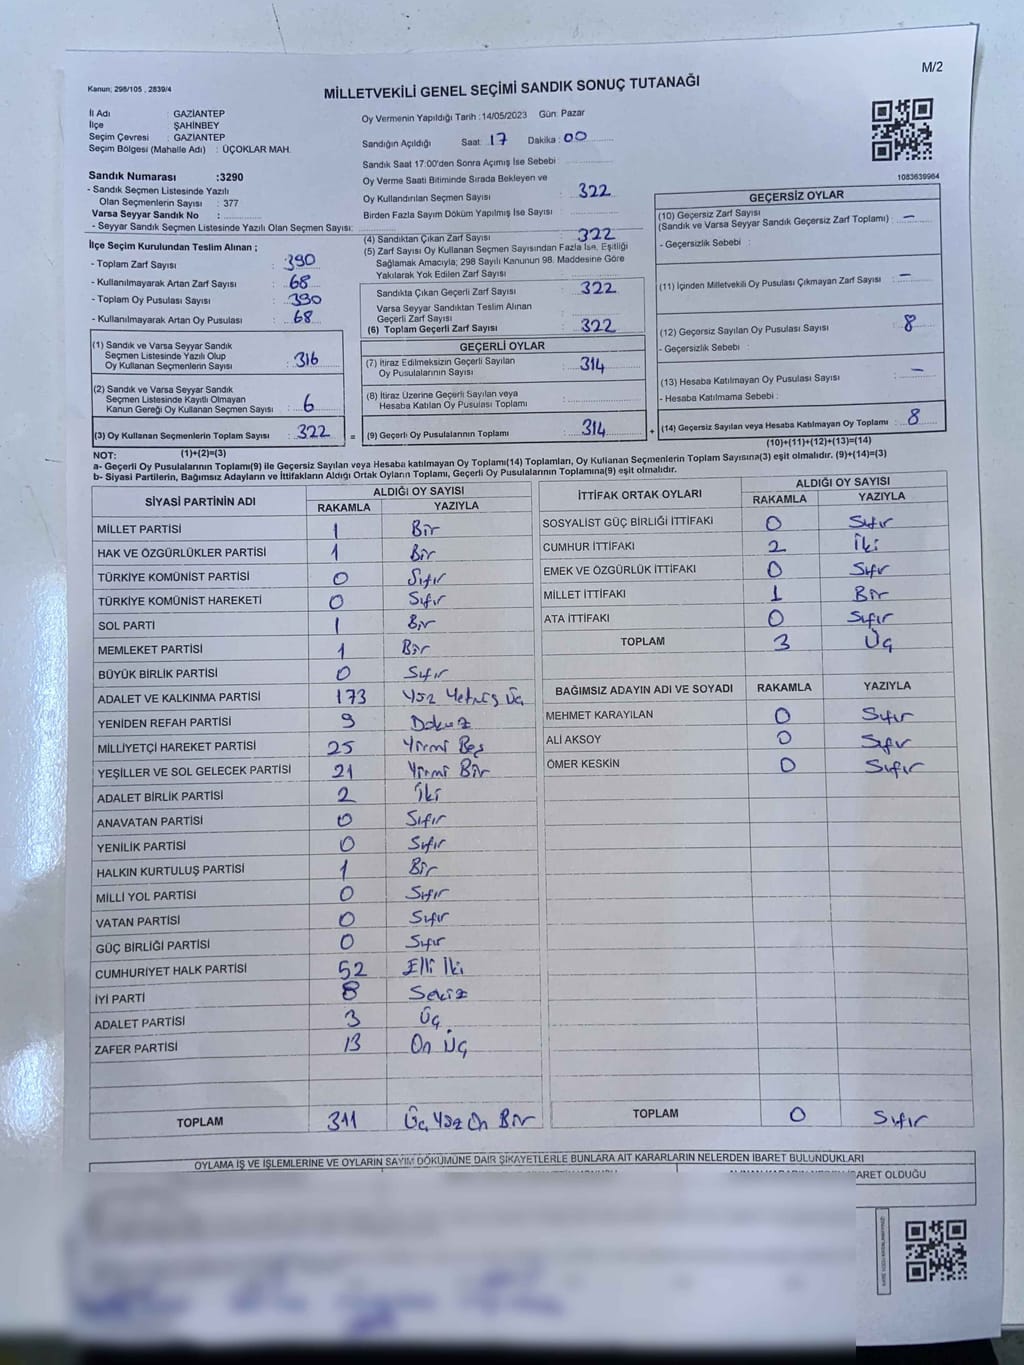 M/2
Kanun; 298/105 , 2839/4
MİLLETVEKİLİ GENEL SEÇİMİ SANDIK SONUÇ TUTANAĞI
İl Adı : GAZİANTEP
İlçe : ŞAHİNBEY
Seçim Çevresi : GAZİANTEP
Seçim Bölgesi (Mahalle Adı) : ÜÇOKLAR MAH.
Oy Vermenin Yapıldığı Tarih : 14/05/2023 Gün: Pazar
Sandığın Açıldığı Saat: 17 Dakika : 00
Sandık Saat 17:00'den Sonra Açımış İse Sebebi :
Sandık Numarası :3290
- Sandık Seçmen Listesinde Yazılı
Olan Seçmenlerin Sayısı : 377
Varsa Seyyar Sandık No :
- Seyyar Sandık Seçmen Listesinde Yazılı Olan Seçmen Sayısı:
Oy Verme Saati Bitiminde Sırada Bekleyen ve
Oy Kullandırılan Seçmen Sayısı : 322
Birden Fazla Sayım Döküm Yapılmış İse Sayısı :
1083639964
İlçe Seçim Kurulundan Teslim Alınan ;
- Toplam Zarf Sayısı : 390
- Kullanılmayarak Artan Zarf Sayısı : 68
- Toplam Oy Pusulası Sayısı : 390
- Kullanılmayarak Artan Oy Pusulası : 68
(1) Sandık ve Varsa Seyyar Sandık
Seçmen Listesinde Yazılı Olup
Oy Kullanan Seçmenlerin Sayısı : 316
(2) Sandık ve Varsa Seyyar Sandık
Seçmen Listesinde Kayıtlı Olmayan
Kanun Gereği Oy Kullanan Seçmen Sayısı : 6
(3) Oy Kullanan Seçmenlerin Toplam Sayısı : 322
(1)+(2)=(3)
(4) Sandıktan Çıkan Zarf Sayısı : 322
(5) Zarf Sayısı Oy Kullanan Seçmen Sayısından Fazla İse, Eşitliği
Sağlamak Amacıyla; 298 Sayılı Kanunun 98. Maddesine Göre
Yakılarak Yok Edilen Zarf Sayısı :
Sandıkta Çıkan Geçerli Zarf Sayısı : 322
Varsa Seyyar Sandıktan Teslim Alınan
Geçerli Zarf Sayısı :
(6) Toplam Geçerli Zarf Sayısı : 322
GEÇERLİ OYLAR
(7) İtiraz Edilmeksizin Geçerli Sayılan
Oy Pusulalarının Sayısı : 314
(8) İtiraz Üzerine Geçerli Sayılan veya
Hesaba Katılan Oy Pusulası Toplamı :
= (9) Geçerli Oy Pusulalarının Toplamı : 314 +
GEÇERSİZ OYLAR
(10) Geçersiz Zarf Sayısı
(Sandık ve Varsa Seyyar Sandık Geçersiz Zarf Toplamı) : -
- Geçersizlik Sebebi :
(11) İçinden Milletvekili Oy Pusulası Çıkmayan Zarf Sayısı : -
(12) Geçersiz Sayılan Oy Pusulası Sayısı : 8
- Geçersizlik Sebebi :
(13) Hesaba Katılmayan Oy Pusulası Sayısı : -
- Hesaba Katılmama Sebebi :
(14) Geçersiz Sayılan veya Hesaba Katılmayan Oy Toplamı : 8
(10)+(11)+(12)+(13)=(14)
NOT:
a- Geçerli Oy Pusulalarının Toplamı(9) ile Geçersiz Sayılan veya Hesaba katılmayan Oy Toplamı(14) Toplamları, Oy Kullanan Seçmenlerin Toplam Sayısına(3) eşit olmalıdır. (9)+(14)=(3)
b- Siyasi Partilerin, Bağımsız Adayların ve İttifakların Aldığı Ortak Oyların Toplamı, Geçerli Oy Pusulalarının Toplamına(9) eşit olmalıdır.
SİYASİ PARTİNİN ADI ALDIĞI OY SAYISI
RAKAMLA YAZIYLA
MİLLET PARTİSİ 1 Bir
HAK VE ÖZGÜRLÜKLER PARTİSİ 1 Bir
TÜRKİYE KOMÜNİST PARTİSİ 0 Sıfır
TÜRKİYE KOMÜNİST HAREKETİ 0 Sıfır
SOL PARTİ 1 Bir
MEMLEKET PARTİSİ 1 Bir
BÜYÜK BİRLİK PARTİSİ 0 Sıfır
ADALET VE KALKINMA PARTİSİ 173 Yüz Yetmiş Üç
YENİDEN REFAH PARTİSİ 9 Dokuz
MİLLİYETÇİ HAREKET PARTİSİ 25 Yirmi Beş
YEŞİLLER VE SOL GELECEK PARTİSİ 21 Yirmi Bir
ADALET BİRLİK PARTİSİ 2 İki
ANAVATAN PARTİSİ 0 Sıfır
YENİLİK PARTİSİ 0 Sıfır
HALKIN KURTULUŞ PARTİSİ 1 Bir
MİLLİ YOL PARTİSİ 0 Sıfır
VATAN PARTİSİ 0 Sıfır
GÜÇ BİRLİĞİ PARTİSİ 0 Sıfır
CUMHURİYET HALK PARTİSİ 52 Elli İki
İYİ PARTİ 8 Sekiz
ADALET PARTİSİ 3 Üç
ZAFER PARTİSİ 13 On Üç
TOPLAM 311 Üç Yüz On Bir
İTTİFAK ORTAK OYLARI ALDIĞI OY SAYISI
RAKAMLA YAZIYLA
SOSYALİST GÜÇ BİRLİĞİ İTTİFAKI 0 Sıfır
CUMHUR İTTİFAKI 2 İki
EMEK VE ÖZGÜRLÜK İTTİFAKI 0 Sıfır
MİLLET İTTİFAKI 1 Bir
ATA İTTİFAKI 0 Sıfır
TOPLAM 3 Üç
BAĞIMSIZ ADAYIN ADI VE SOYADI RAKAMLA YAZIYLA
MEHMET KARAYILAN 0 Sıfır
ALİ AKSOY 0 Sıfır
ÖMER KESKİN 0 Sıfır
TOPLAM 0 Sıfır
OYLAMA İŞ VE İŞLEMLERİNE VE OYLARIN SAYIM DÖKÜMÜNE DAİR ŞİKAYETLERLE BUNLARA AİT KARARLARIN NELERDEN İBARET BULUNDUKLARI
OLDUĞU